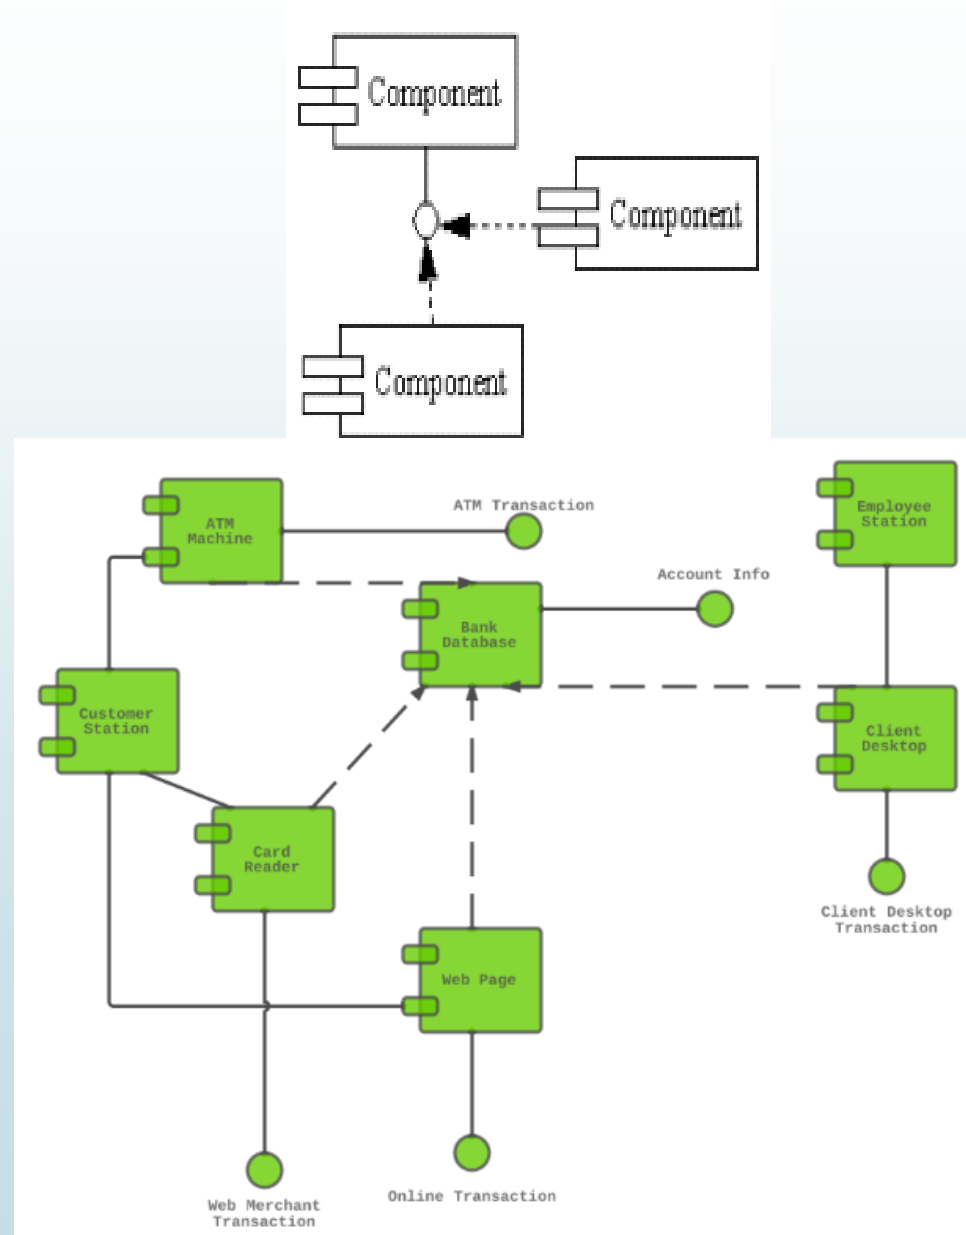 Component
Component
Component
ATM Transaction
Employee
Station
ATM
Machine
Account Info
Bank
Database
Customer
Station
Client
Desktop
Card
Reader
Client Desktop
Transaction
Web Page
Online Transaction
Web Merchant
Transaction